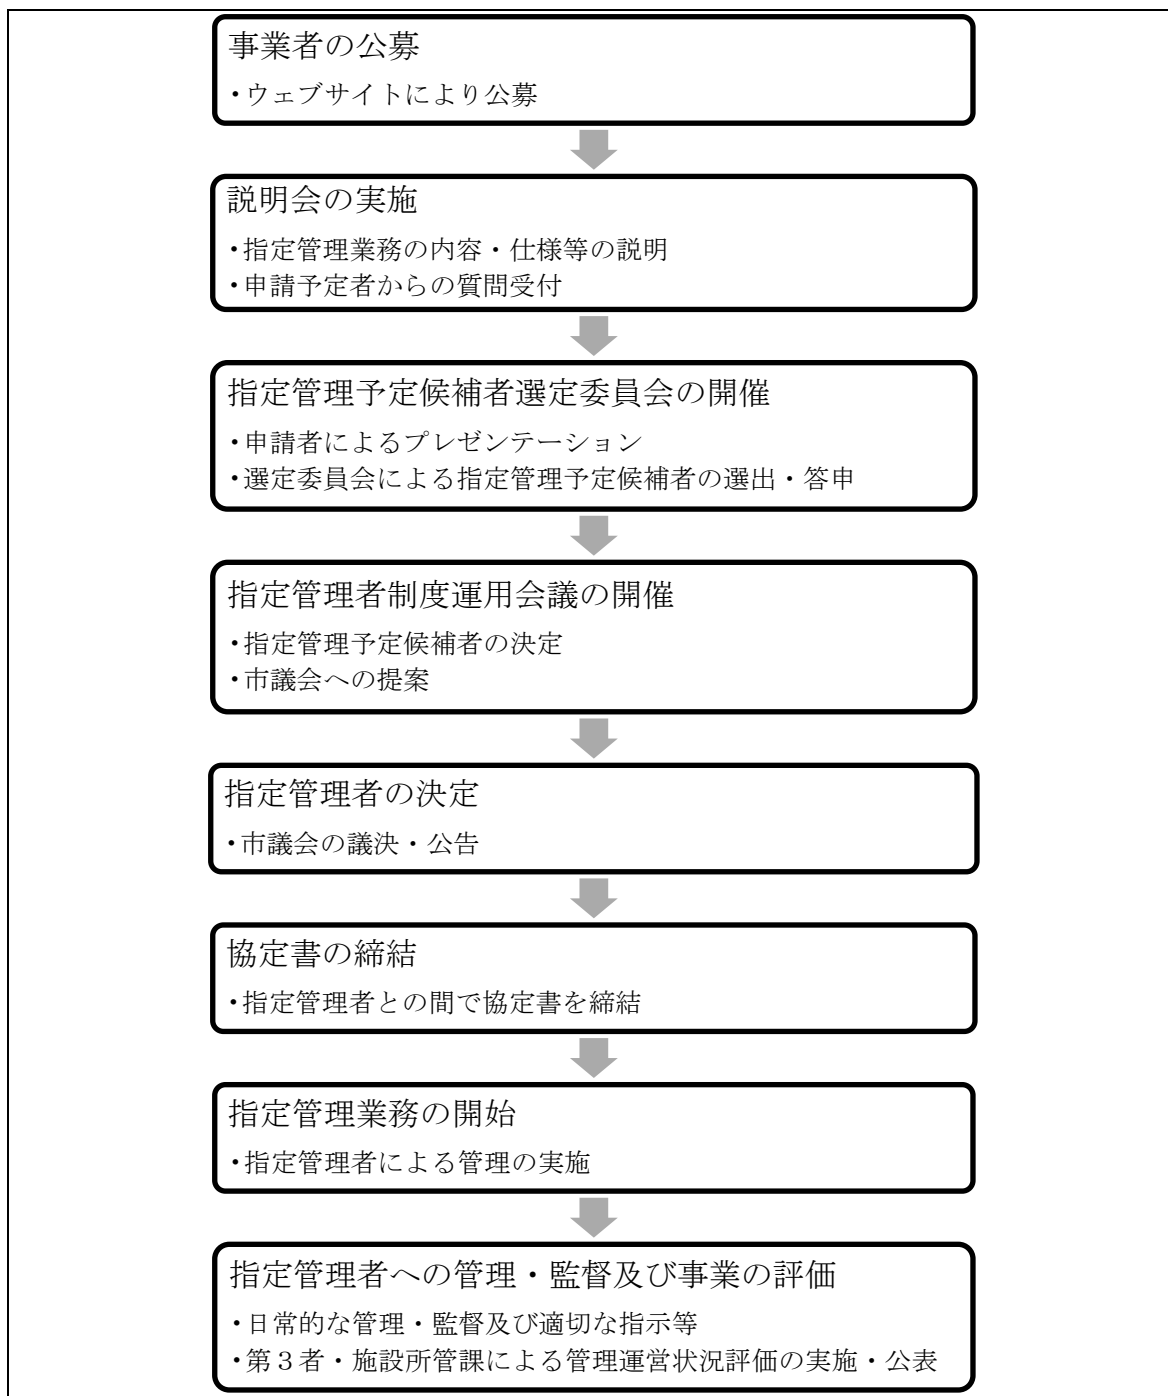 事業者の公募
・ウェブサイトにより公募
説明会の実施
・指定管理業務の内容・仕様等の説明
・申請予定者からの質問受付
指定管理予定候補者選定委員会の開催
・申請者によるプレゼンテーション
・選定委員会による指定管理予定候補者の選出・答申
指定管理者制度運用会議の開催
・指定管理予定候補者の決定
・市議会への提案
指定管理者の決定
・市議会の議決・公告
協定書の締結
・指定管理者との間で協定書を締結
指定管理業務の開始
・指定管理者による管理の実施
指定管理者への管理・監督及び事業の評価
・日常的な管理・監督及び適切な指示等
・第３者・施設所管課による管理運営状況評価の実施・公表